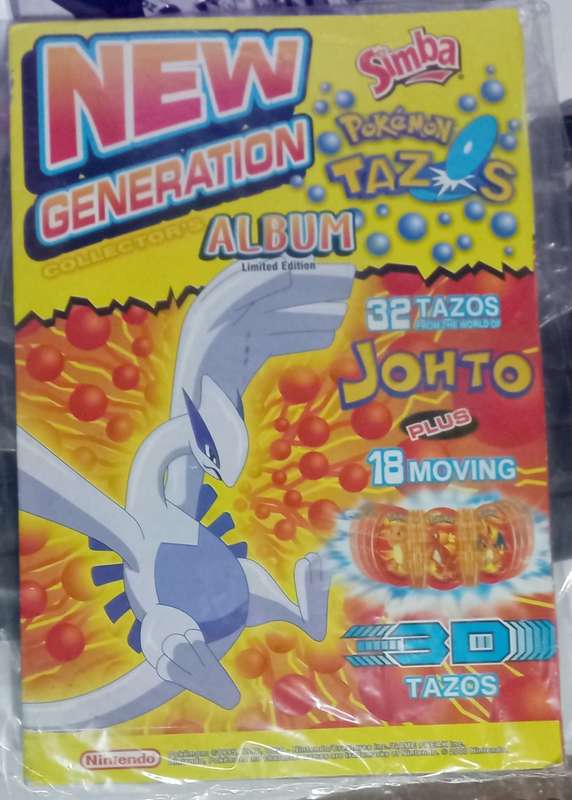 NEW
GENERATION
COLLECTOR'S
ALBUM
Limited Edition
Simba
POKéMON
TAZOS
32 TAZOS
FROM THE WORLD OF
JOHTO
PLUS
18 MOVING
3D
TAZOS
Nintendo
Nintendo